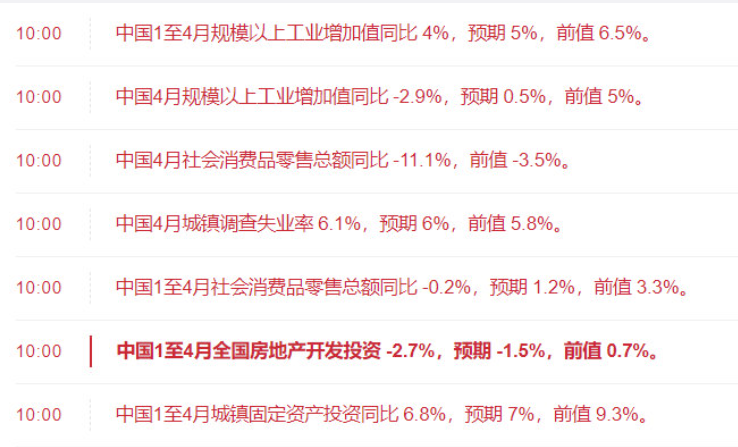 10:00 中国1至4月规模以上工业增加值同比 4%，预期 5%，前值 6.5%。
10:00 中国4月规模以上工业增加值同比 -2.9%，预期 0.5%，前值 5%。
10:00 中国4月社会消费品零售总额同比 -11.1%，前值 -3.5%。
10:00 中国4月城镇调查失业率 6.1%，预期 6%，前值 5.8%。
10:00 中国1至4月社会消费品零售总额同比 -0.2%，预期 1.2%，前值 3.3%。
10:00 中国1至4月全国房地产开发投资 -2.7%，预期 -1.5%，前值 0.7%。
10:00 中国1至4月城镇固定资产投资同比 6.8%，预期 7%，前值 9.3%。